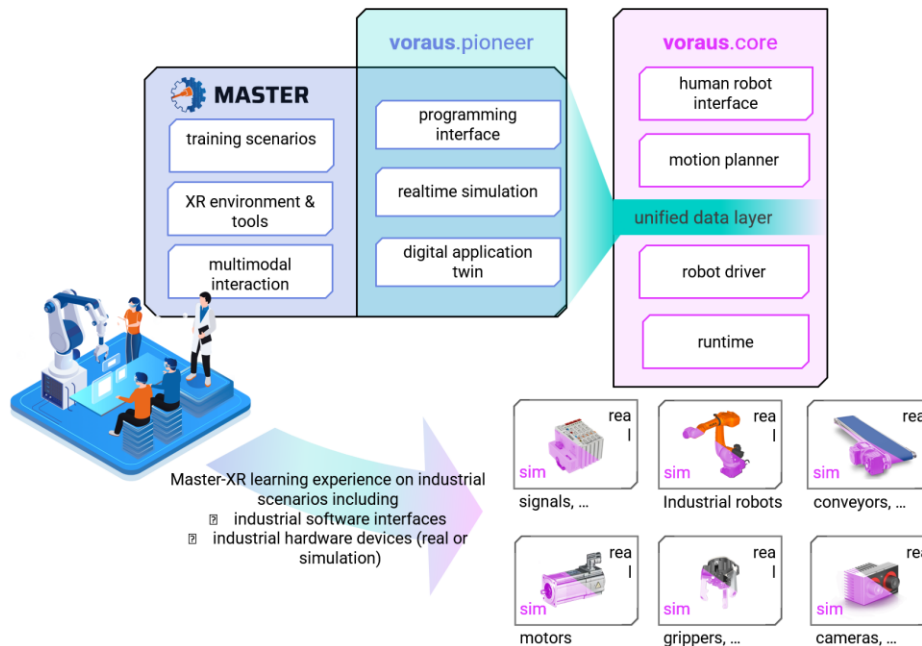 voraus.pioneer
voraus.core
MASTER
training scenarios
XR environment &
tools
multimodal
interaction
programming
interface
realtime simulation
digital application
twin
human robot
interface
motion planner
unified data layer
robot driver
runtime
Master-XR learning experience on industrial
scenarios including
industrial software interfaces
industrial hardware devices (real or
simulation)
rea
l
sim
signals, ...
rea
l
sim
Industrial robots
rea
l
sim
conveyors, ...
rea
l
sim
motors
rea
l
sim
grippers, ...
rea
l
sim
cameras, ...